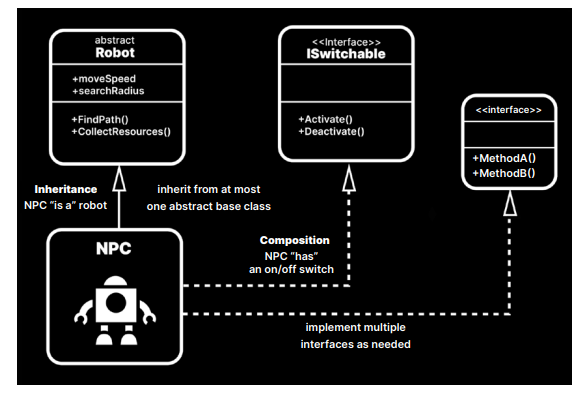 abstract
Robot
+moveSpeed
+searchRadius
+FindPath()
+CollectResources()
<<Interface>>
ISwitchable
+Activate()
+Deactivate()
<<interface>>
+MethodA()
+MethodB()
Inheritance
NPC “is a” robot
inherit from at most
one abstract base class
NPC
Composition
NPC “has”
an on/off switch
implement multiple
interfaces as needed